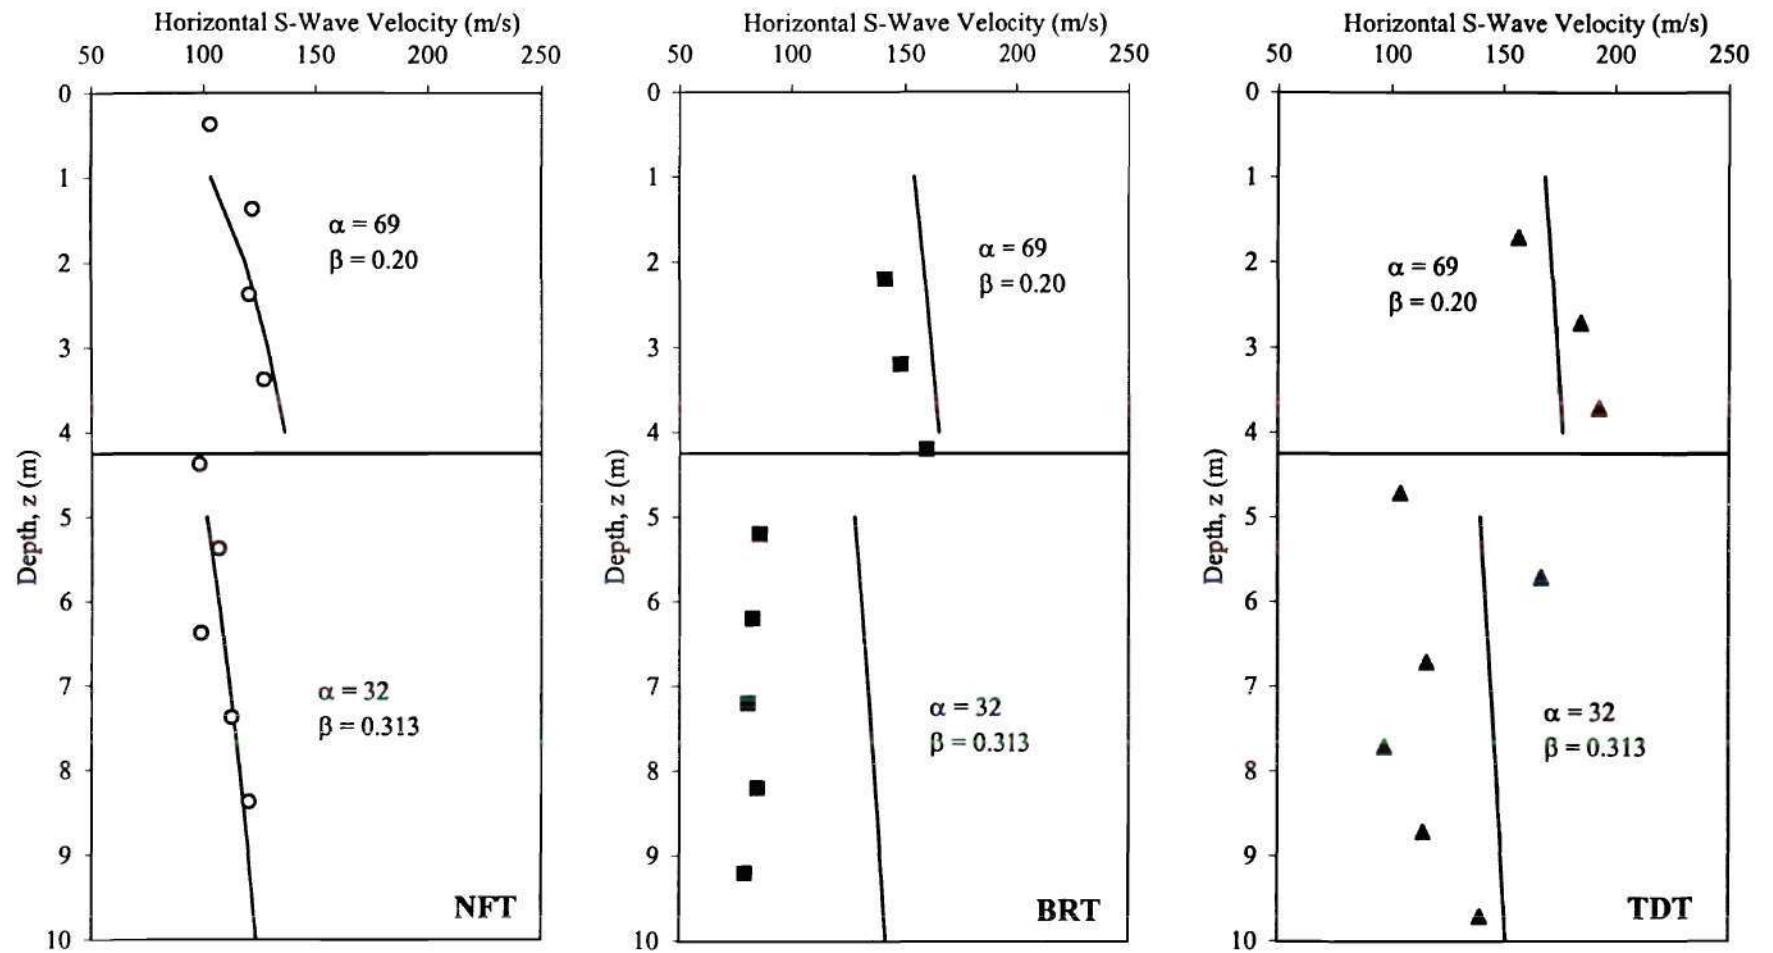 Horizontal S-Wave Velocity (m/s)
50 100 150 200 250
0
1
2
3
4
5
6
7
8
9
10
Depth, z (m)
α = 69
β = 0.20
α = 32
β = 0.313
NFT
Horizontal S-Wave Velocity (m/s)
50 100 150 200 250
0
1
2
3
4
5
6
7
8
9
10
Depth, z (m)
α = 69
β = 0.20
α = 32
β = 0.313
BRT
Horizontal S-Wave Velocity (m/s)
50 100 150 200 250
0
1
2
3
4
5
6
7
8
9
10
Depth, z (m)
α = 69
β = 0.20
α = 32
β = 0.313
TDT